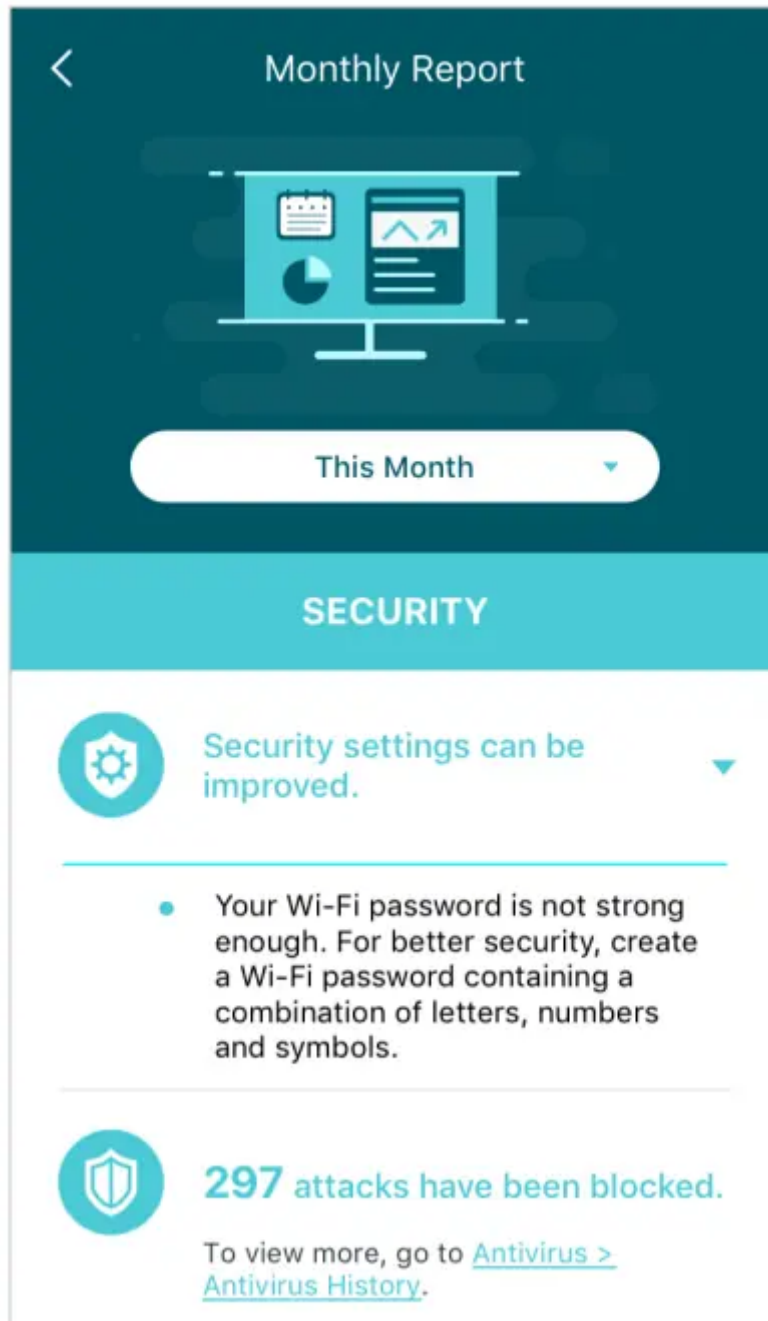 Monthly Report
This Month
SECURITY
Security settings can be
improved.
Your Wi-Fi password is not strong
enough. For better security, create
a Wi-Fi password containing a
combination of letters, numbers
and symbols.
297 attacks have been blocked.
To view more, go to Antivirus >
Antivirus History.